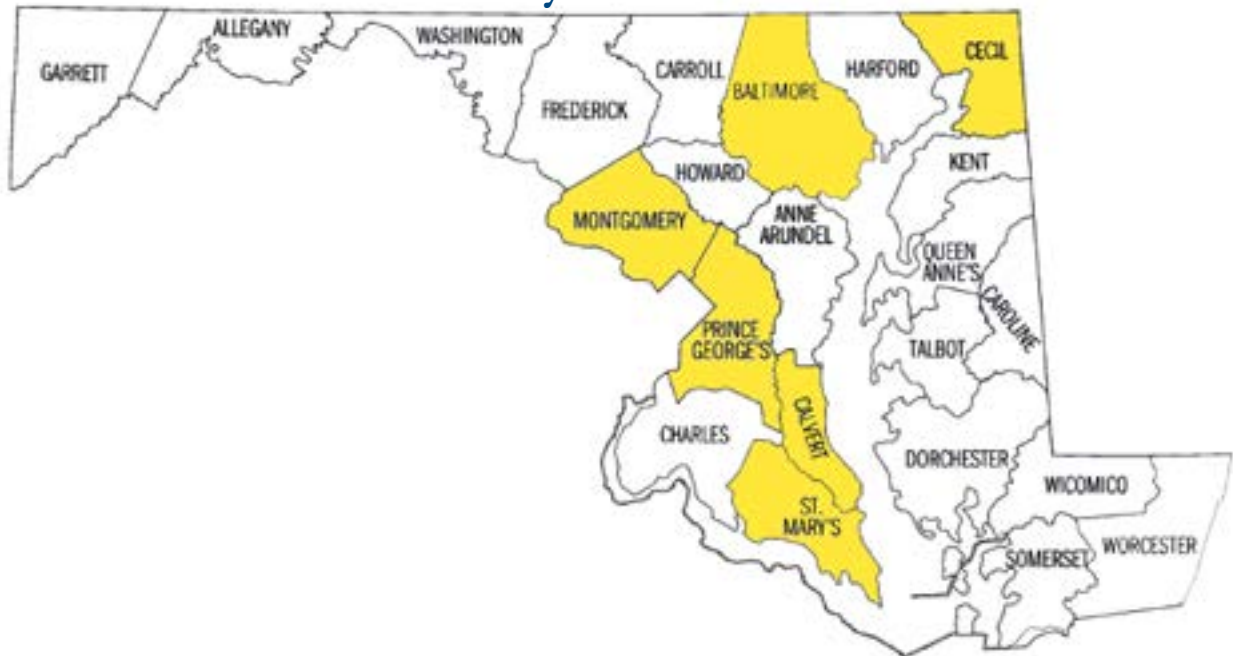 ALLEGANY
WASHINGTON
GARRETT
CARROLL
HARFORD
CECIL
BALTIMORE
FREDERICK
KENT
HOWARD
MONTGOMERY
ANNE
ARUNDEL
QUEEN
ANNE'S
CAROLINE
PRINCE
GEORGE'S
TALBOT
CALVERT
CHARLES
DORCHESTER
WICOMICO
ST.
MARY'S
SOMERSET
WORCESTER